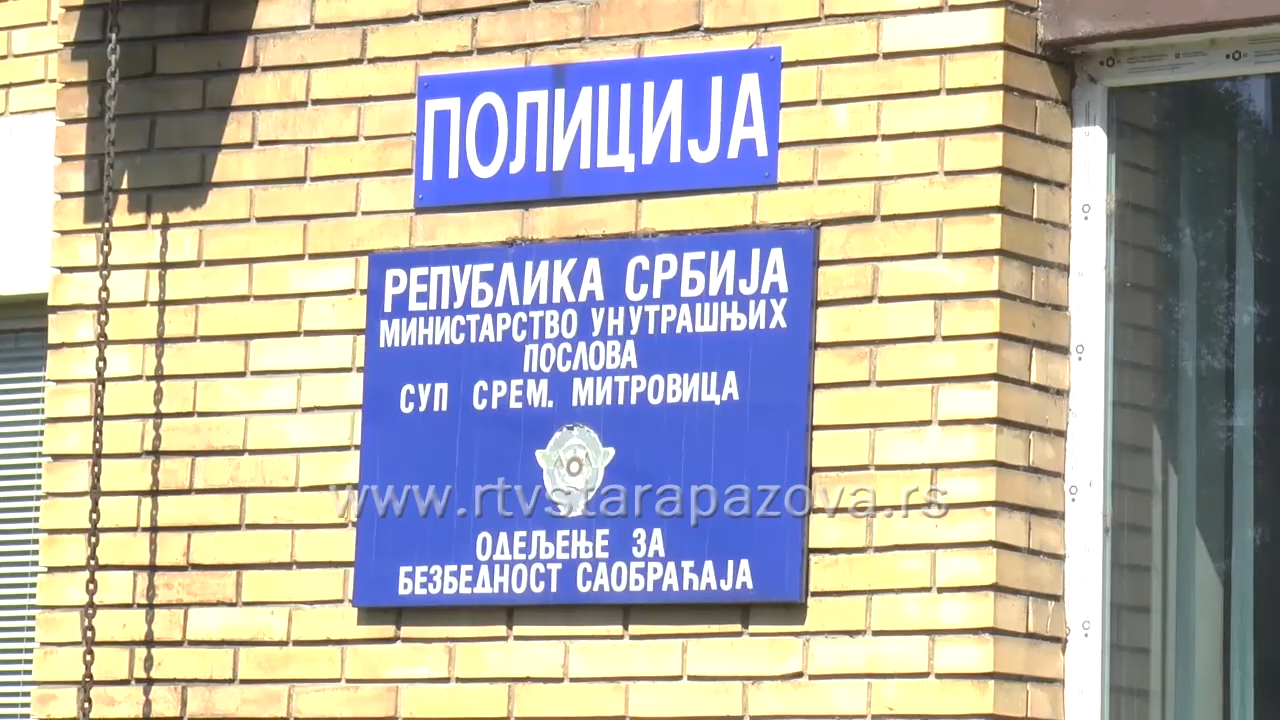 ПОЛИЦИЈА
РЕПУБЛИКА СРБИЈА
МИНИСТАРСТВО УНУТРАШЊИХ
ПОСЛОВА
СУП СРЕМ. МИТРОВИЦА
www.rtvstarapazova.rs
ОДЕЉЕЊЕ ЗА
БЕЗБЕДНОСТ САОБРАЋАЈА